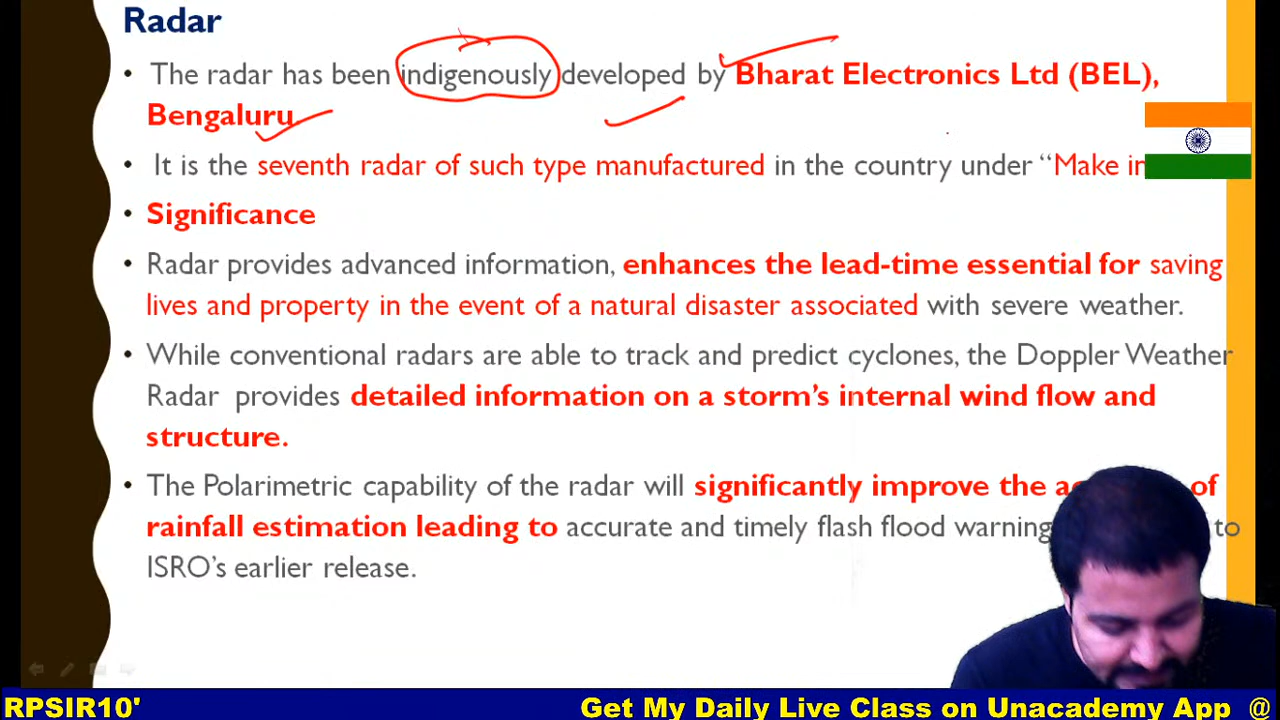 Radar
• The radar has been indigenously developed by Bharat Electronics Ltd (BEL),
Bengaluru.
• It is the seventh radar of such type manufactured in the country under “Make in
• Significance
• Radar provides advanced information, enhances the lead-time essential for saving
lives and property in the event of a natural disaster associated with severe weather.
• While conventional radars are able to track and predict cyclones, the Doppler Weather
Radar provides detailed information on a storm’s internal wind flow and
structure.
• The Polarimetric capability of the radar will significantly improve the of
rainfall estimation leading to accurate and timely flash flood warning to
ISRO’s earlier release.
RPSIR10' Get My Daily Live Class on Unacademy App @